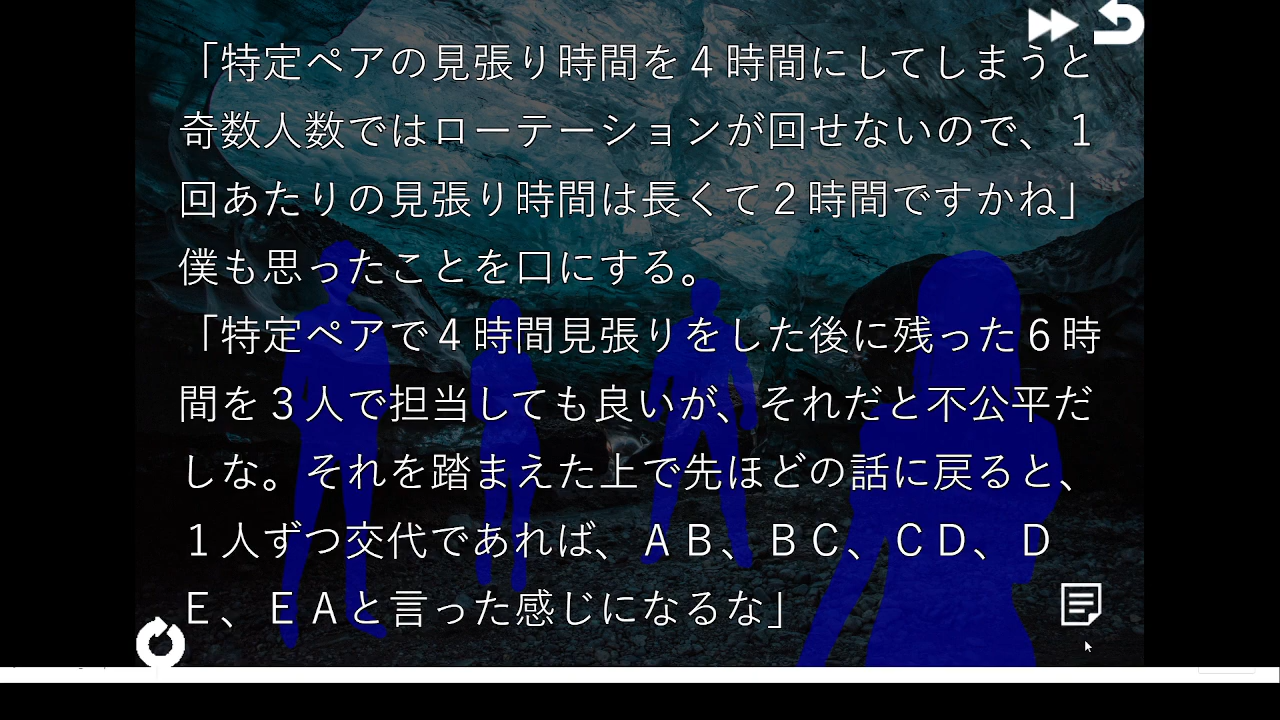 「特定ペアの見張り時間を４時間にしてしまうと
奇数人数ではローテーションが回せないので、１
回あたりの見張り時間は長くて２時間ですかね」
僕も思ったことを口にする。
「特定ペアで４時間見張りをした後に残った６時
間を３人で担当しても良いが、それだと不公平だ
しな。それを踏まえた上で先ほどの話に戻ると、
１人ずつ交代であれば、ＡＢ、ＢＣ、ＣＤ、Ｄ
Ｅ、ＥＡと言った感じになるな」